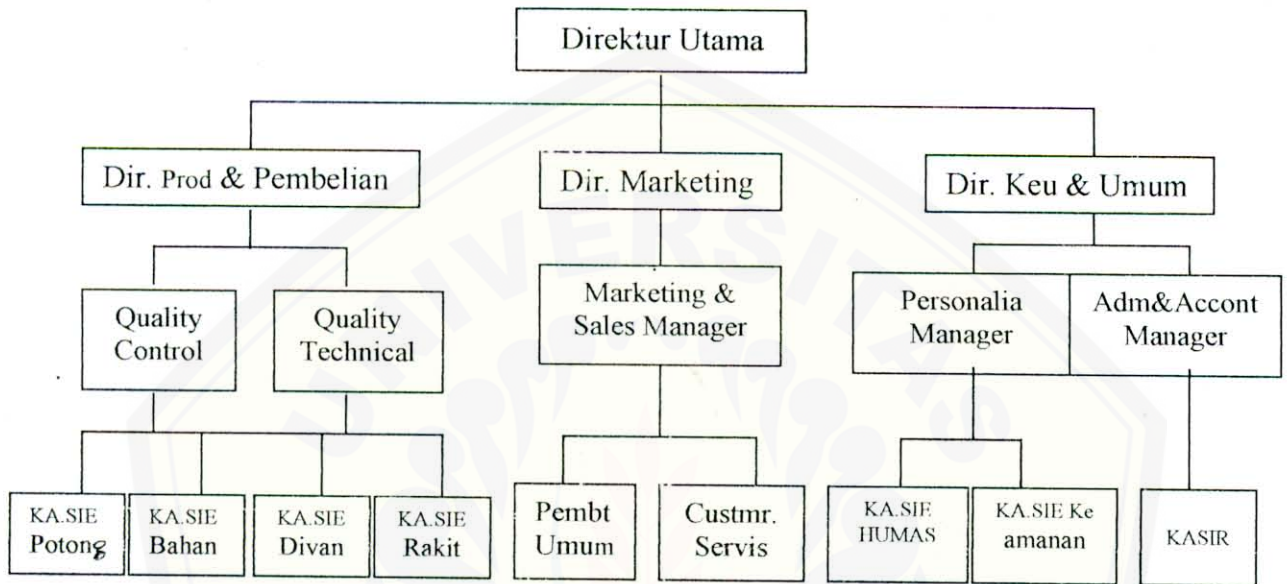 Direktur Utama
Dir. Prod & Pembelian
Dir. Marketing
Dir. Keu & Umum
Quality
Control
Quality
Technical
Marketing &
Sales Manager
Personalia
Manager
Adm&Accont
Manager
KA.SIE
Potong
KA.SIE
Bahan
KA.SIE
Divan
KA.SIE
Rakit
Pembt
Umum
Custmr.
Servis
KA.SIE
HUMAS
KA.SIE Ke
amanan
KASIR
UNIVERSITAS